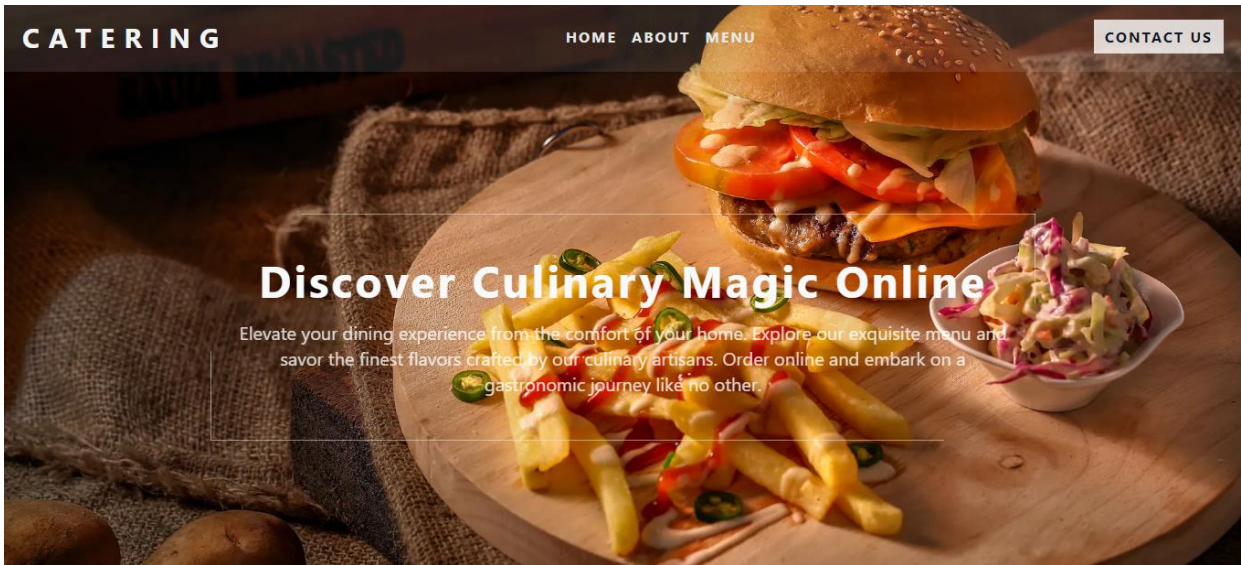 CATERING
HOME ABOUT MENU
CONTACT US
Discover Culinary Magic Online
Elevate your dining experience from the comfort of your home. Explore our exquisite menu and
savor the finest flavors crafted by our culinary artisans. Order online and embark on a
gastronomic journey like no other.